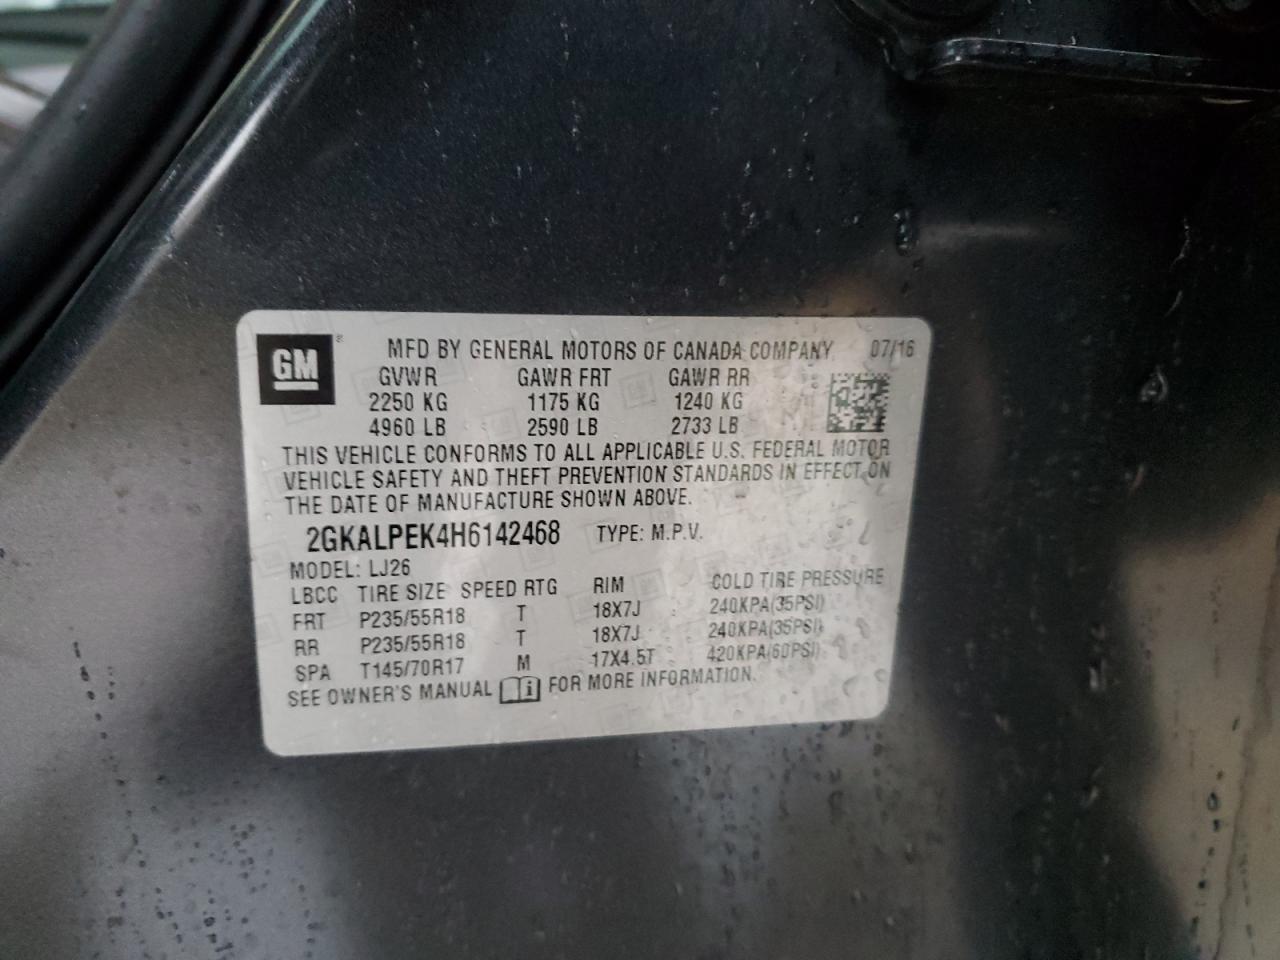 GM
MFD BY GENERAL MOTORS OF CANADA COMPANY 07/16
GVWR GAWR FRT GAWR RR
2250 KG 1175 KG 1240 KG
4960 LB 2590 LB 2733 LB
THIS VEHICLE CONFORMS TO ALL APPLICABLE U.S. FEDERAL MOTOR
VEHICLE SAFETY AND THEFT PREVENTION STANDARDS IN EFFECT ON
THE DATE OF MANUFACTURE SHOWN ABOVE.
2GKALPEK4H6142468 TYPE: M.P.V.
MODEL: LJ26
LBCC TIRE SIZE SPEED RTG RIM COLD TIRE PRESSURE
FRT P235/55R18 T 18X7J 240KPA(35PSI)
RR P235/55R18 T 18X7J 240KPA(35PSI)
SPA T145/70R17 M 17X4.5T 420KPA(60PSI)
SEE OWNER'S MANUAL FOR MORE INFORMATION.